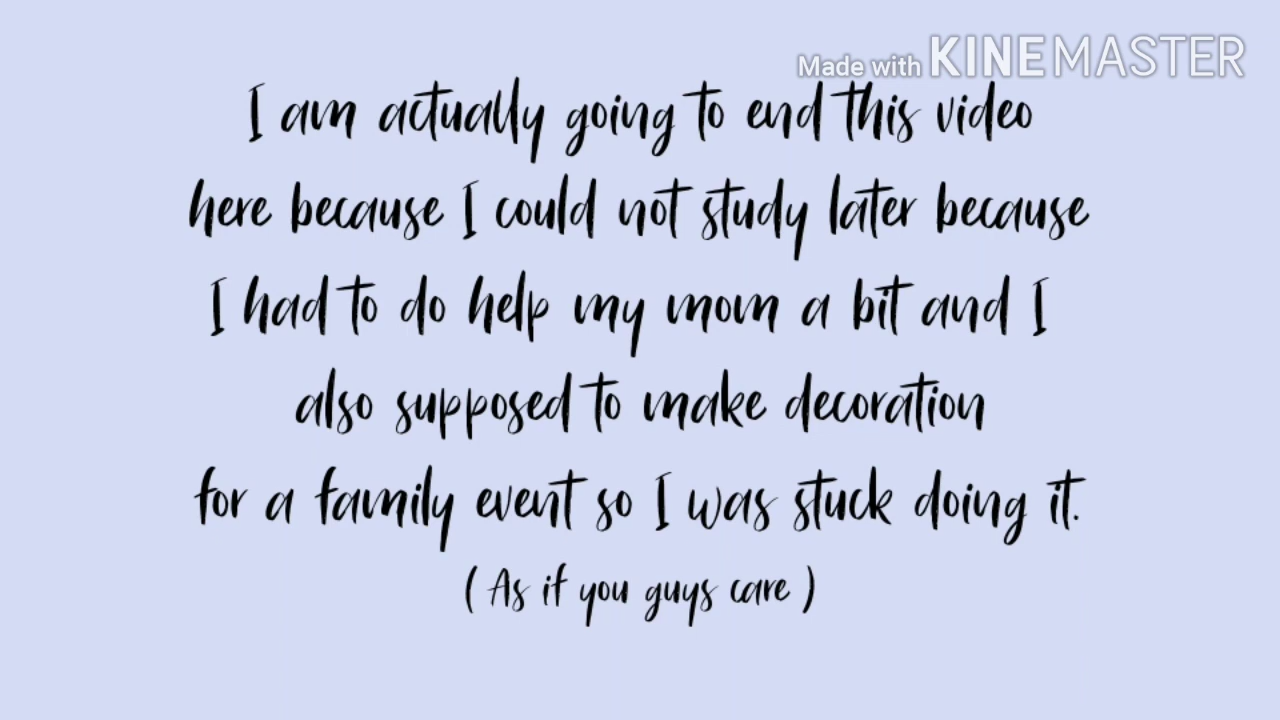 Made with KINEMASTER
I am actually going to end this video
here because I could not study later because
I had to do help my mom a bit and I
also supposed to make decoration
for a family event so I was stuck doing it.
( As if you guys care )